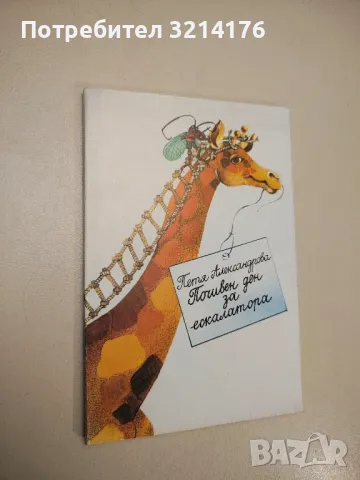 Потребител 3214176
Петя Александрова
Почивен ден
за
ескалатора
BAZAR